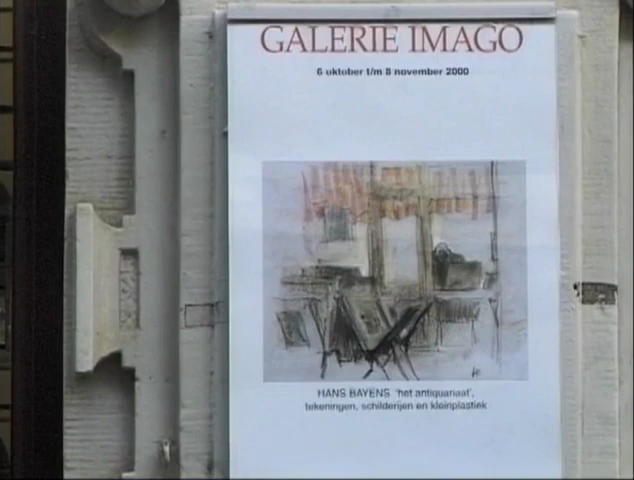 GALERIE IMAGO
6 oktober t/m 8 november 2000
HANS BAYENS 'het antiquariaat',
tekeningen, schilderijen en kleinplastiek